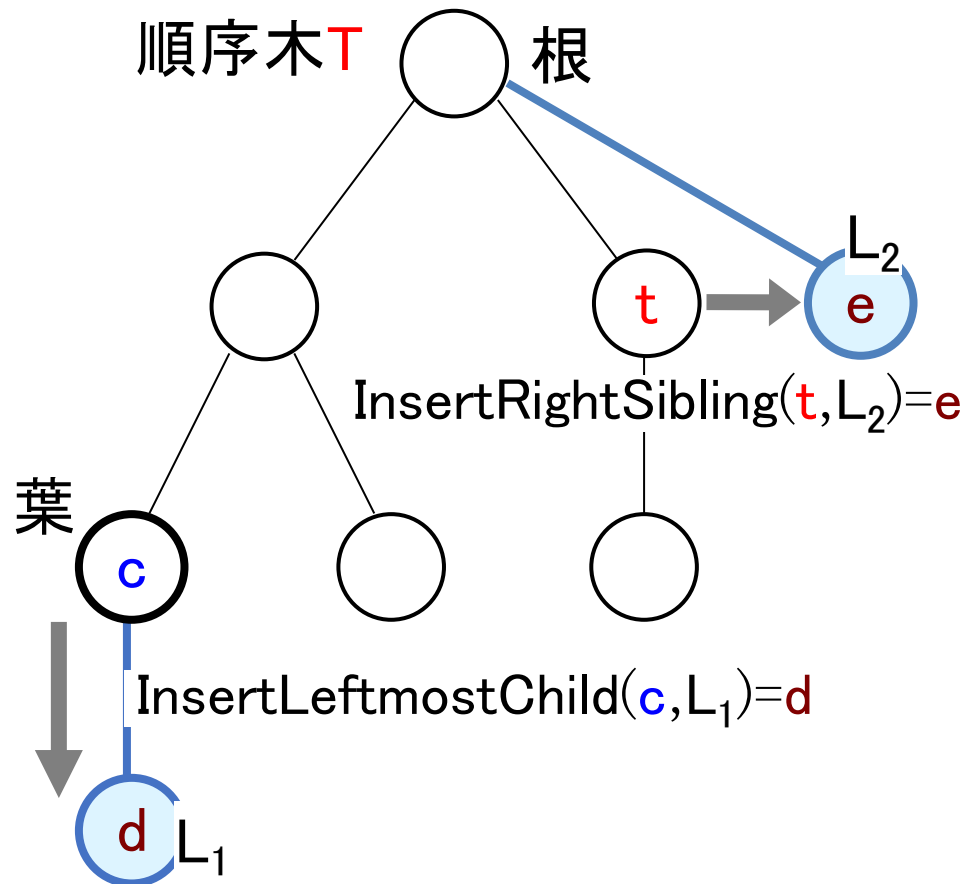 順序木T
根
L₂
t
e
InsertRightSibling(t,L₂)=e
葉
c
InsertLeftmostChild(c,L₁)=d
d
L₁